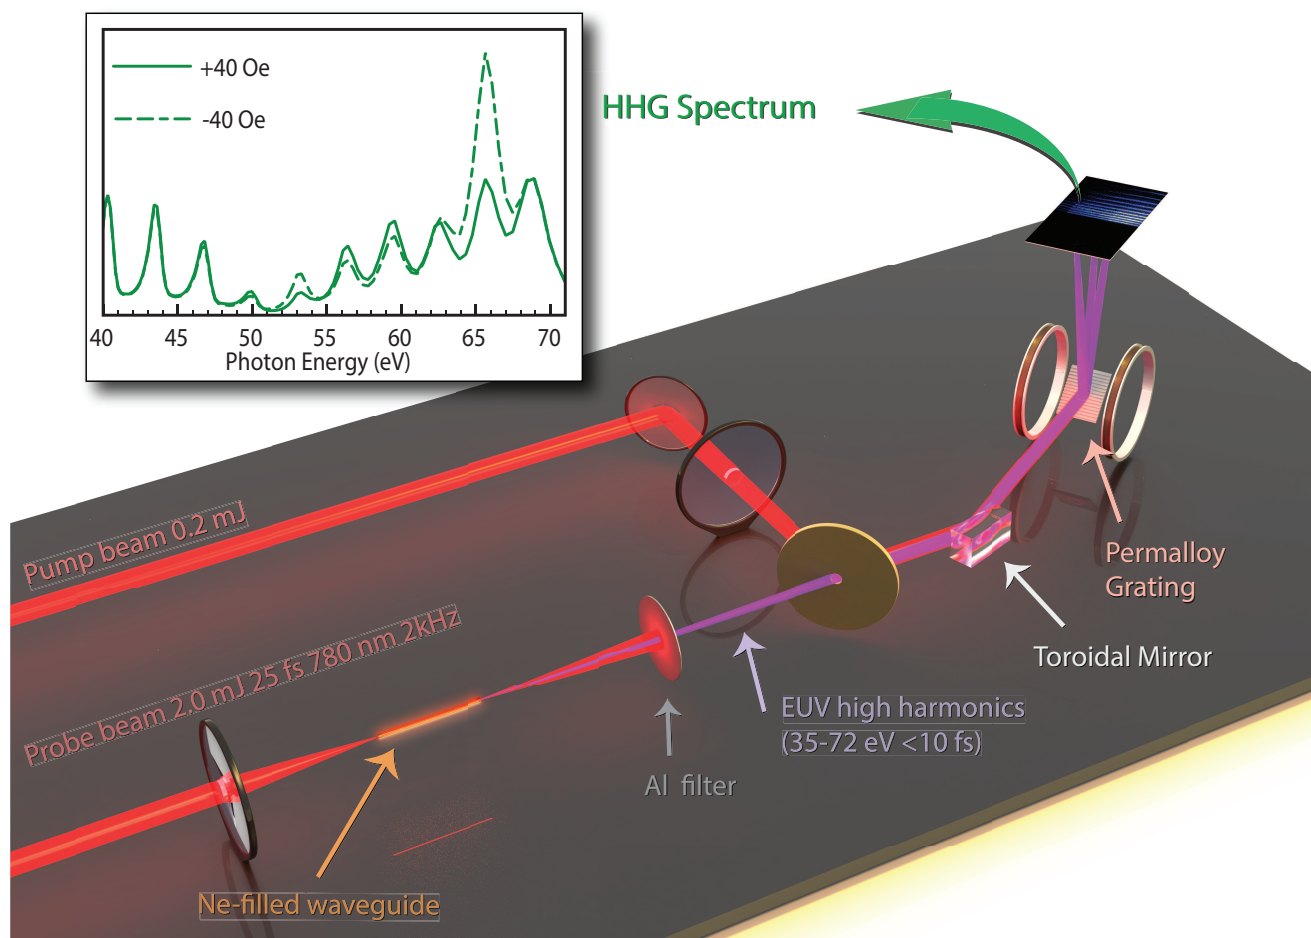 +40 Oe
-40 Oe
40 45 50 55 60 65 70
Photon Energy (eV)
HHG Spectrum
Pump beam 0.2 mJ
Probe beam 2.0 mJ 25 fs 780 nm 2kHz
Permalloy
Grating
Toroidal Mirror
EUV high harmonics
(35-72 eV <10 fs)
Al filter
Ne-filled waveguide